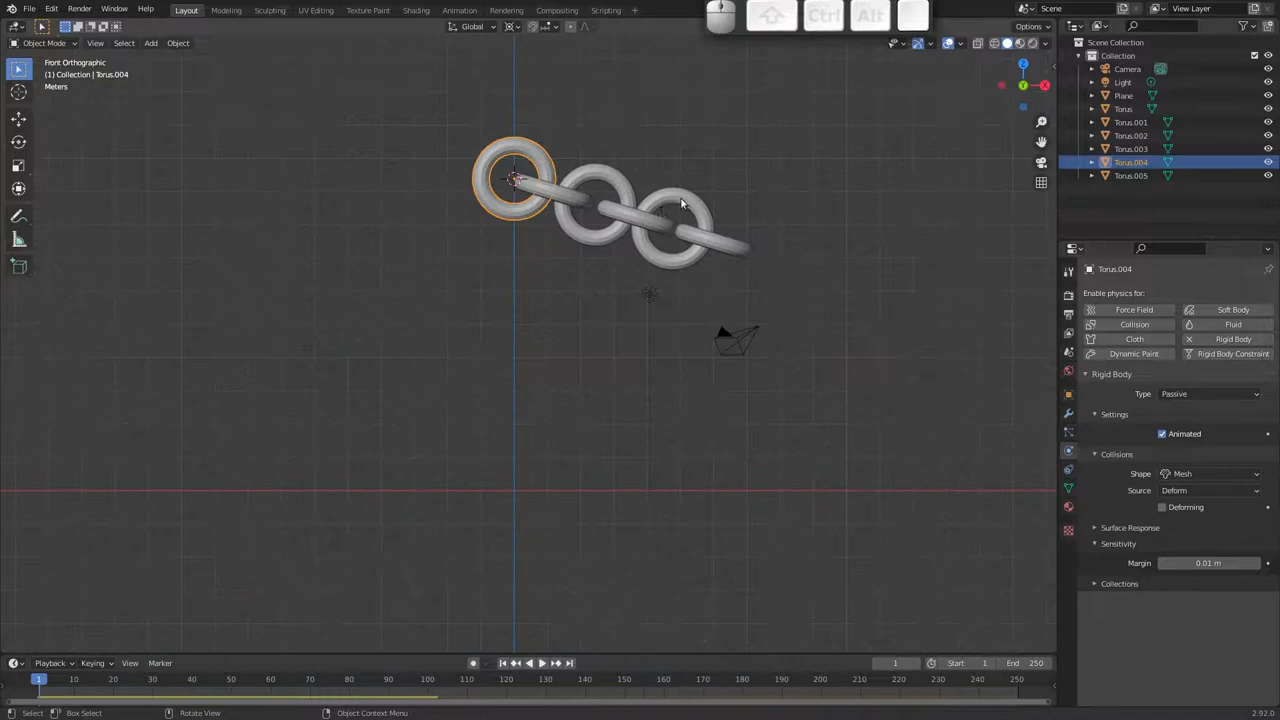 File Edit Render Window Help Layout Modeling Sculpting UV Editing Texture Paint Shading Animation Rendering Compositing Scripting
Ctrl Alt
Scene View Layer
Global Options
Object Mode View Select Add Object
Front Orthographic
(1) Collection | Torus.004
Meters
Z
Y
X
Scene Collection
Collection
Camera
Light
Plane
Torus
Torus.001
Torus.002
Torus.003
Torus.004
Torus.005
Torus.004
Enable physics for:
Force Field Soft Body
Collision Fluid
Cloth Rigid Body
Dynamic Paint Rigid Body Constraint
Rigid Body
Type Passive
Settings
Animated
Collisions
Shape Mesh
Source Deform
Deforming
Surface Response
Sensitivity
Margin 0.01 m
Collections
Playback Keying View Marker 1 Start 1 End 250
1 10 20 30 40 50 60 70 80 90 100 110 120 130 140 150 160 170 180 190 200 210 220 230 240 250
Select Box Select Rotate View Object Context Menu 2.92.0